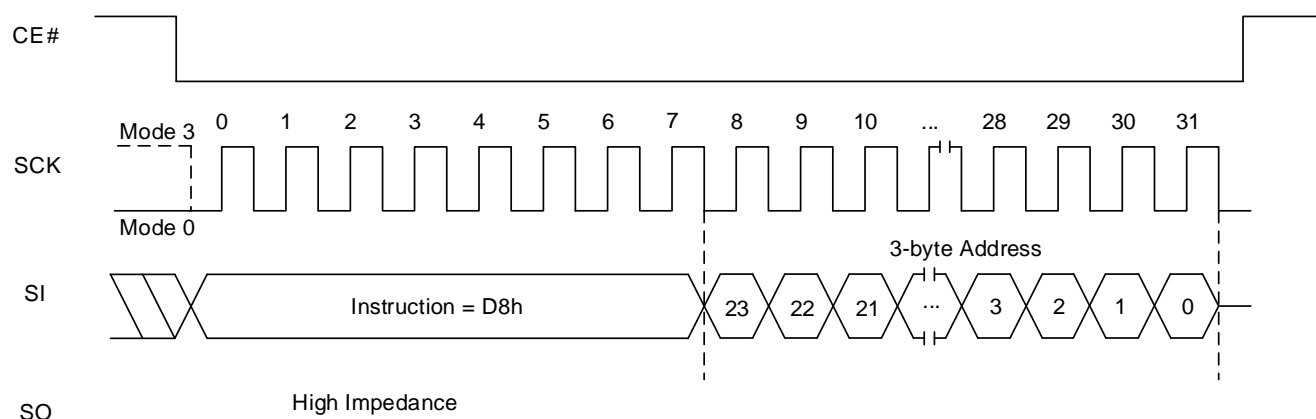 CE#
Mode 3 0 1 2 3 4 5 6 7 8 9 10 ... 28 29 30 31
SCK
Mode 0
3-byte Address
SI Instruction = D8h 23 22 21 ... 3 2 1 0
High Impedance
SO